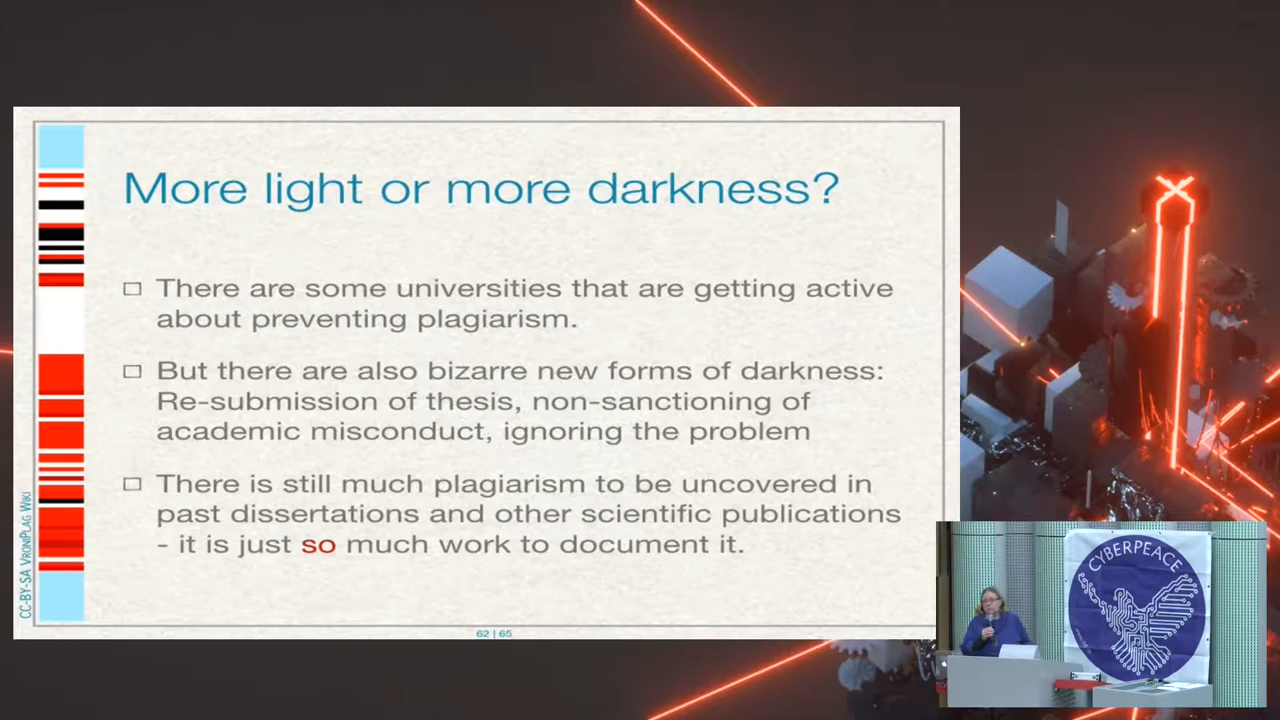 More light or more darkness?
There are some universities that are getting active
about preventing plagiarism.
But there are also bizarre new forms of darkness:
Re-submission of thesis, non-sanctioning of
academic misconduct, ignoring the problem
There is still much plagiarism to be uncovered in
past dissertations and other scientific publications
- it is just so much work to document it.
CC-BY-SA VRONIPLAG WIKI
62 | 65
CYBERPEACE